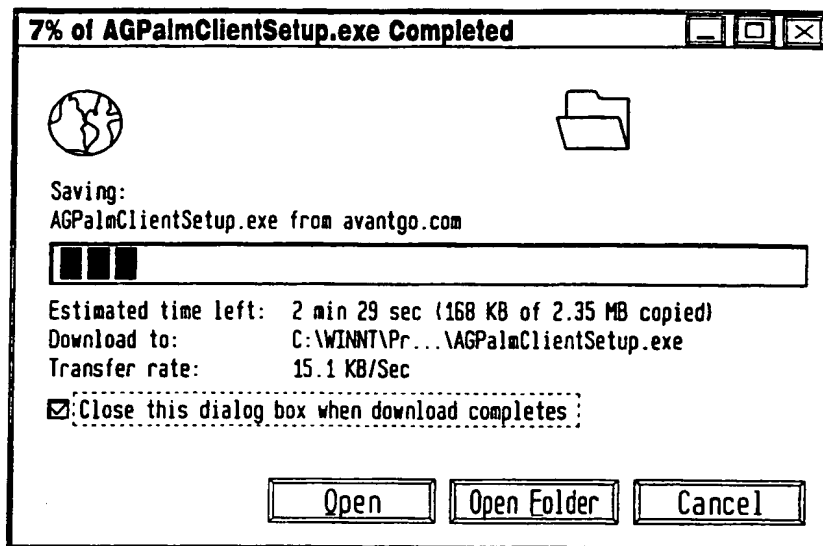 7% of AGPalmClientSetup.exe Completed
Saving:
AGPalmClientSetup.exe from avantgo.com
Estimated time left: 2 min 29 sec (168 KB of 2.35 MB copied)
Download to: C:\WINNT\Pr...\AGPalmClientSetup.exe
Transfer rate: 15.1 KB/Sec
Close this dialog box when download completes
Open Open Folder Cancel